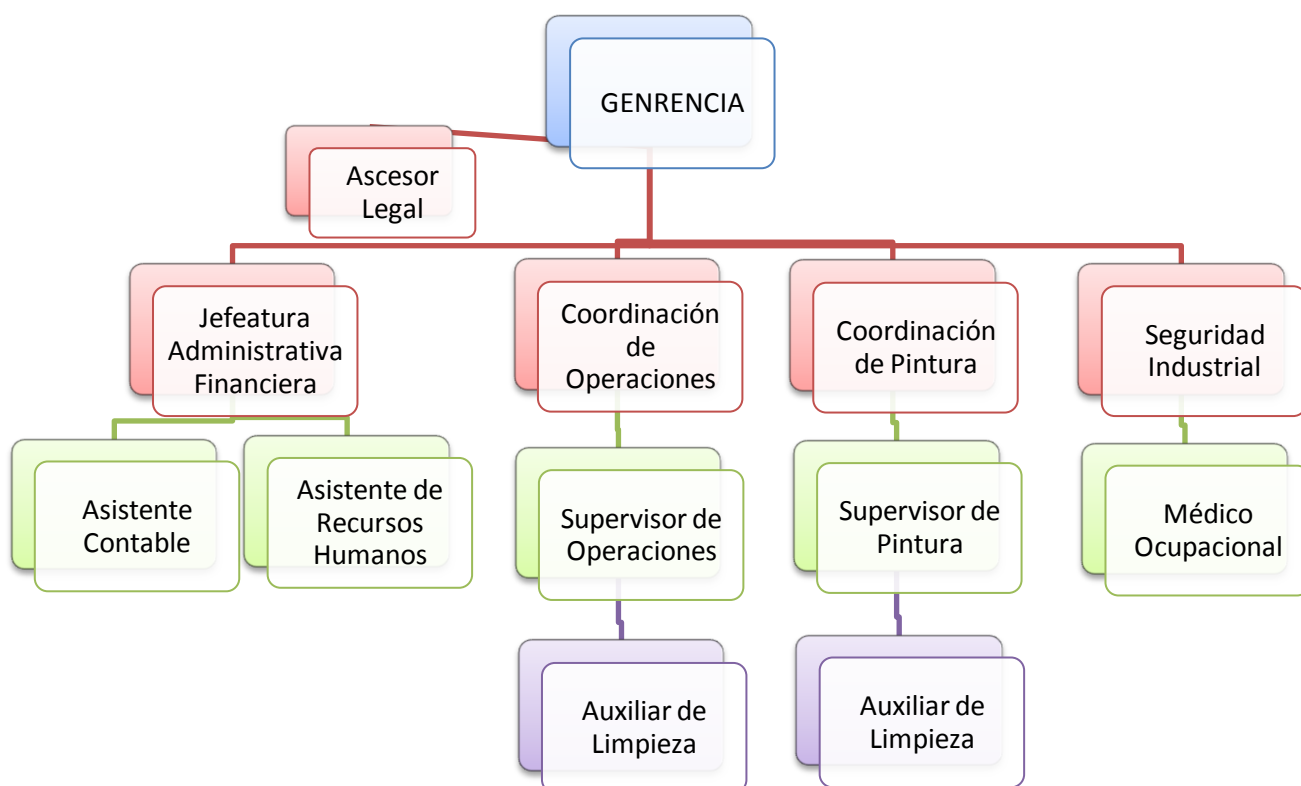 GENRENCIA
Ascesor
Legal
Jefeatura
Administrativa
Financiera
Coordinación
de
Operaciones
Coordinación
de Pintura
Seguridad
Industrial
Asistente
Contable
Asistente de
Recursos
Humanos
Supervisor de
Operaciones
Supervisor de
Pintura
Médico
Ocupacional
Auxiliar de
Limpieza
Auxiliar de
Limpieza